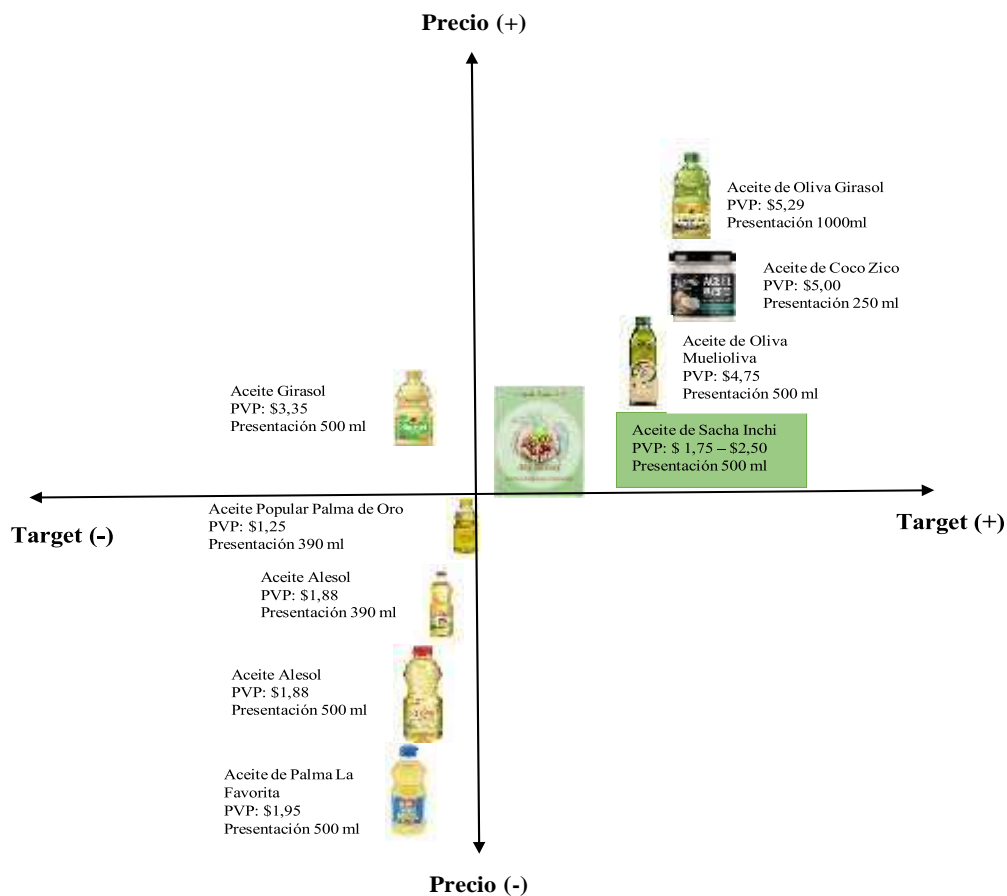 Precio (+)
Aceite de Oliva Girasol
PVP: $5,29
Presentación 1000ml
Aceite de Coco Zico
PVP: $5,00
Presentación 250 ml
Aceite de Oliva
Muelioliva
PVP: $4,75
Presentación 500 ml
Aceite Girasol
PVP: $3,35
Presentación 500 ml
Aceite de Sacha Inchi
PVP: $ 1,75 – $2,50
Presentación 500 ml
Target (-)
Target (+)
Aceite Popular Palma de Oro
PVP: $1,25
Presentación 390 ml
Aceite Alesol
PVP: $1,88
Presentación 390 ml
Aceite Alesol
PVP: $1,88
Presentación 500 ml
Aceite de Palma La
Favorita
PVP: $1,95
Presentación 500 ml
Precio (-)